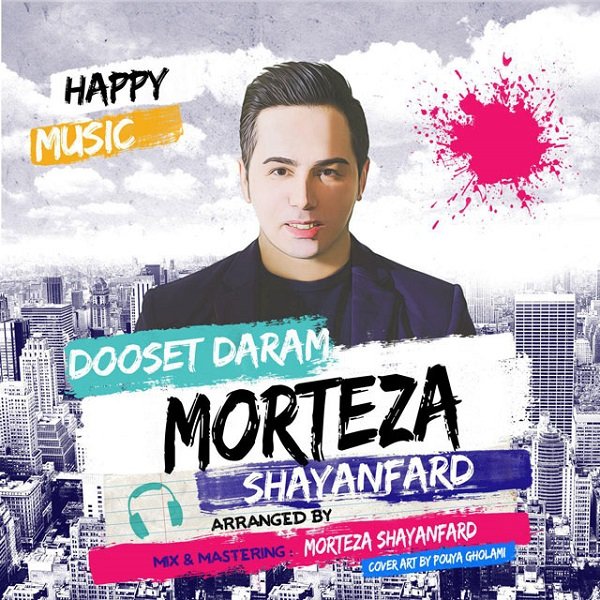 HAPPY
MUSIC
DOOSET DARAM
MORTEZA
SHAYANFARD
ARRANGED BY
MIX & MASTERING : MORTEZA SHAYANFARD
COVER ART BY POUYA GHOLAMI